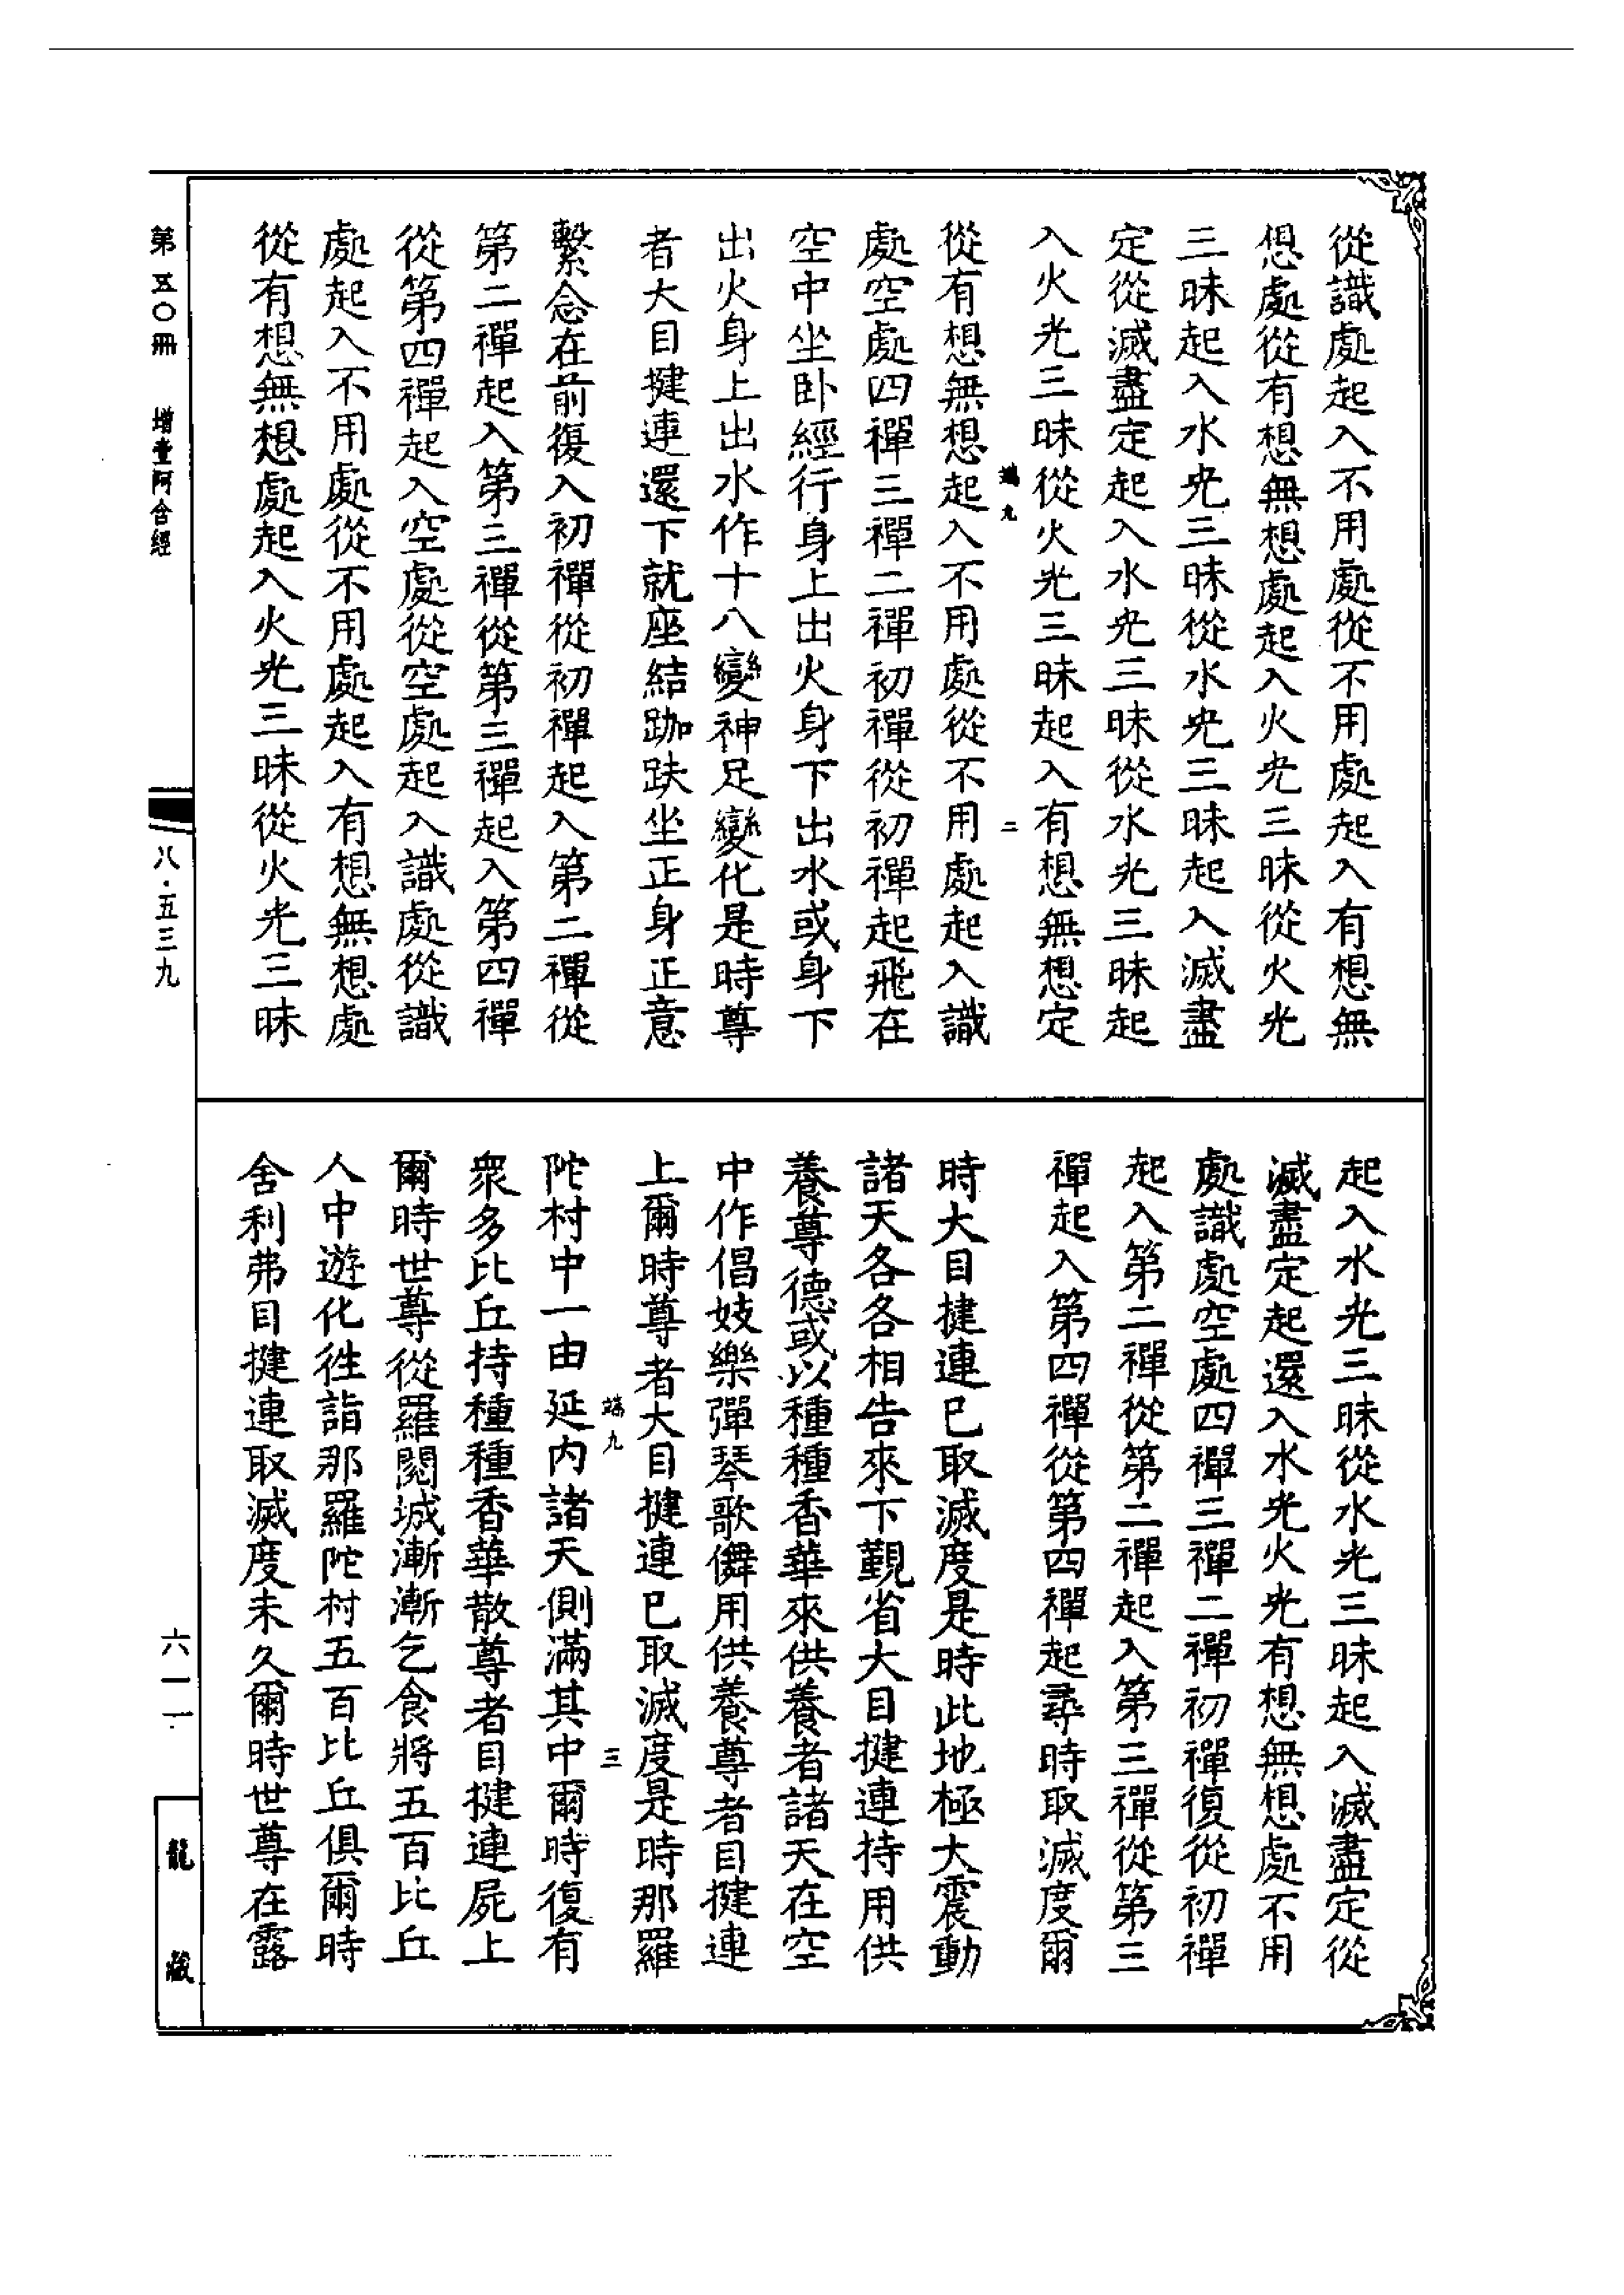 從識處起入不用處從不用處起入有想無
想處從有想無想處起入火光三昧從火光
三昧起入水光三昧從水光三昧起入滅盡
定從滅盡定起入水光三昧從水光三昧起
入火光三昧從火光三昧起入有想無想定
端九 二
從有想無想起入不用處從不用處起入識
處空處四禪三禪二禪初禪從初禪起飛在
空中坐卧經行身上出火身下出水或身下
出火身上出水作十八變神足變化是時尊
者大目揵連還下就座結跏趺坐正身正意
繫念在前復入初禪從初禪起入第二禪從
第二禪起入第三禪從第三禪起入第四禪
從第四禪起入空處從空處起入識處從識
處起入不用處從不用處起入有想無想處
從有想無想處起入火光三昧從火光三昧
起入水光三昧從水光三昧起入滅盡定從
滅盡定起還入水光火光有想無想處不用
處識處空處四禪三禪二禪初禪復從初禪
起入第二禪從第二禪起入第三禪從第三
禪起入第四禪從第四禪起尋時取滅度爾
時大目揵連已取滅度是時此地極大震動
諸天各各相告來下覲省大目揵連持用供
養尊德或以種種香華來供養者諸天在空
中作倡妓樂彈琴歌儛用供養尊者目揵連
上爾時尊者大目揵連已取滅度是時那羅
端九 三
陀村中一由延內諸天側滿其中爾時復有
衆多比丘持種種香華散尊者目揵連屍上
爾時世尊從羅閱城漸漸乞食將五百比丘
人中遊化往詣那羅陀村五百比丘俱爾時
舍利弗目揵連取滅度未久爾時世尊在露
第五〇冊 增壹阿含經 八·五三九 六一一 龍藏